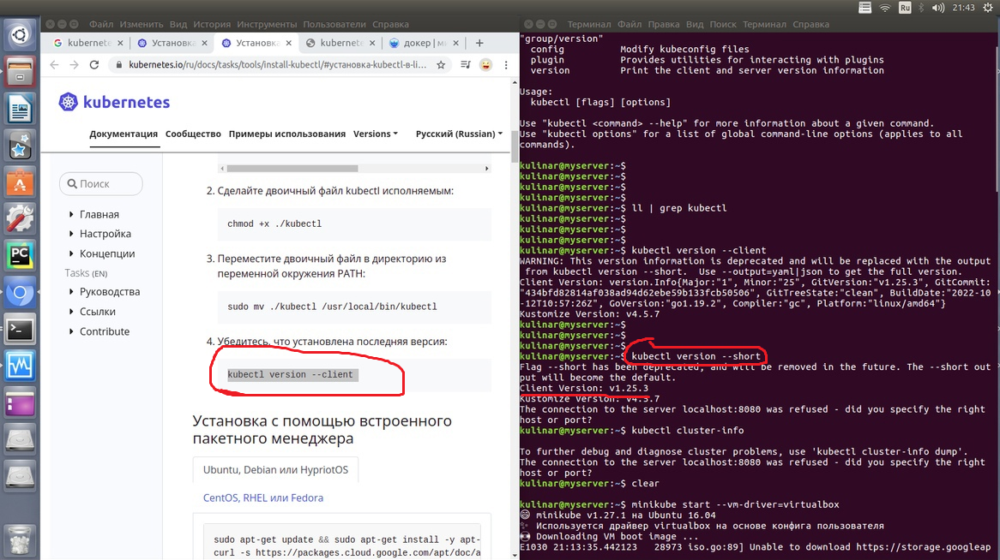 Ru
21:43
Файл Изменить Вид История Инструменты Пользователи Справка
Терминал Файл Правка Вид Поиск Терминал Справка
kuberne
Установка
Установка
kubernet
докер | m
kubernetes.io/ru/docs/tasks/tools/install-kubectl/#установка-kubectl-в-li...
kubernetes
Документация Сообщество Примеры использования Versions Русский (Russian)
Поиск
Главная
Настройка
Концепции
Tasks (EN)
Руководства
Ссылки
Contribute
2. Сделайте двоичный файл kubectl исполняемым:
chmod +x ./kubectl
3. Переместите двоичный файл в директорию из
переменной окружения PATH:
sudo mv ./kubectl /usr/local/bin/kubectl
4. Убедитесь, что установлена последняя версия:
kubectl version --client
Установка с помощью встроенного
пакетного менеджера
Ubuntu, Debian или HypriotOS
CentOS, RHEL или Fedora
sudo apt-get update && sudo apt-get install -y apt-
curl -s https://packages.cloud.google.com/apt/doc/a
PC
"group/version"
config Modify kubeconfig files
plugin Provides utilities for interacting with plugins
version Print the client and server version information
Usage:
kubectl [flags] [options]
Use "kubectl <command> --help" for more information about a given command.
Use "kubectl options" for a list of global command-line options (applies to all
commands).
kulinar@myserver:~$
kulinar@myserver:~$
kulinar@myserver:~$
kulinar@myserver:~$
kulinar@myserver:~$ ll | grep kubectl
kulinar@myserver:~$
kulinar@myserver:~$
kulinar@myserver:~$
kulinar@myserver:~$ kubectl version --client
WARNING: This version information is deprecated and will be replaced with the output
from kubectl version --short. Use --output=yaml|json to get the full version.
Client Version: version.Info{Major:"1", Minor:"25", GitVersion:"v1.25.3", GitCommit:
"434bfd82814af038ad94d62ebe59b133fcb50506", GitTreeState:"clean", BuildDate:"2022-10
-12T10:57:26Z", GoVersion:"go1.19.2", Compiler:"gc", Platform:"linux/amd64"}
Kustomize Version: v4.5.7
kulinar@myserver:~$
kulinar@myserver:~$
kulinar@myserver:~$
kulinar@myserver:~$ kubectl version --short
Flag --short has been deprecated, and will be removed in the future. The --short out
put will become the default.
Client Version: v1.25.3
Kustomize Version: v4.5.7
The connection to the server localhost:8080 was refused - did you specify the right
host or port?
kulinar@myserver:~$ kubectl cluster-info
To further debug and diagnose cluster problems, use 'kubectl cluster-info dump'.
The connection to the server localhost:8080 was refused - did you specify the right
host or port?
kulinar@myserver:~$ clear
kulinar@myserver:~$ minikube start --vm-driver=virtualbox
minikube v1.27.1 на Ubuntu 16.04
Используется драйвер virtualbox на основе конфига пользователя
Downloading VM boot image ...
E1030 21:13:35.442123 28973 iso.go:89] Unable to download https://storage.googleap